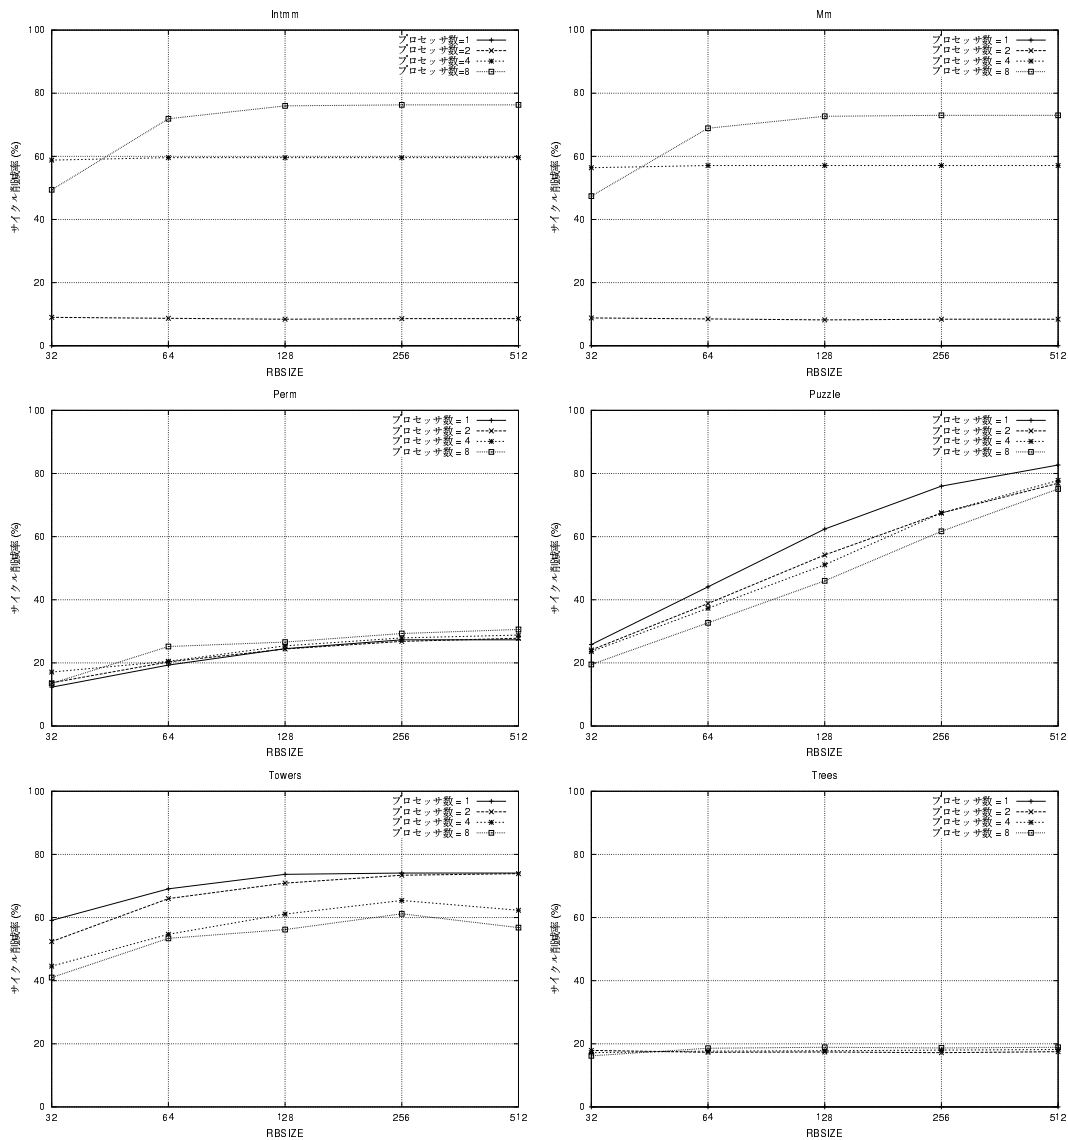 Intmm
プロセッサ数=1
プロセッサ数=2
プロセッサ数=4
プロセッサ数=8
サイクル削減率 (%)
100
80
60
40
20
0
32 64 128 256 512
RBSIZE
Mm
プロセッサ数 = 1
プロセッサ数 = 2
プロセッサ数 = 4
プロセッサ数 = 8
サイクル削減率 (%)
100
80
60
40
20
0
32 64 128 256 512
RBSIZE
Perm
プロセッサ数 = 1
プロセッサ数 = 2
プロセッサ数 = 4
プロセッサ数 = 8
サイクル削減率 (%)
100
80
60
40
20
0
32 64 128 256 512
RBSIZE
Puzzle
プロセッサ数 = 1
プロセッサ数 = 2
プロセッサ数 = 4
プロセッサ数 = 8
サイクル削減率 (%)
100
80
60
40
20
0
32 64 128 256 512
RBSIZE
Towers
プロセッサ数 = 1
プロセッサ数 = 2
プロセッサ数 = 4
プロセッサ数 = 8
サイクル削減率 (%)
100
80
60
40
20
0
32 64 128 256 512
RBSIZE
Trees
プロセッサ数 = 1
プロセッサ数 = 2
プロセッサ数 = 4
プロセッサ数 = 8
サイクル削減率 (%)
100
80
60
40
20
0
32 64 128 256 512
RBSIZE